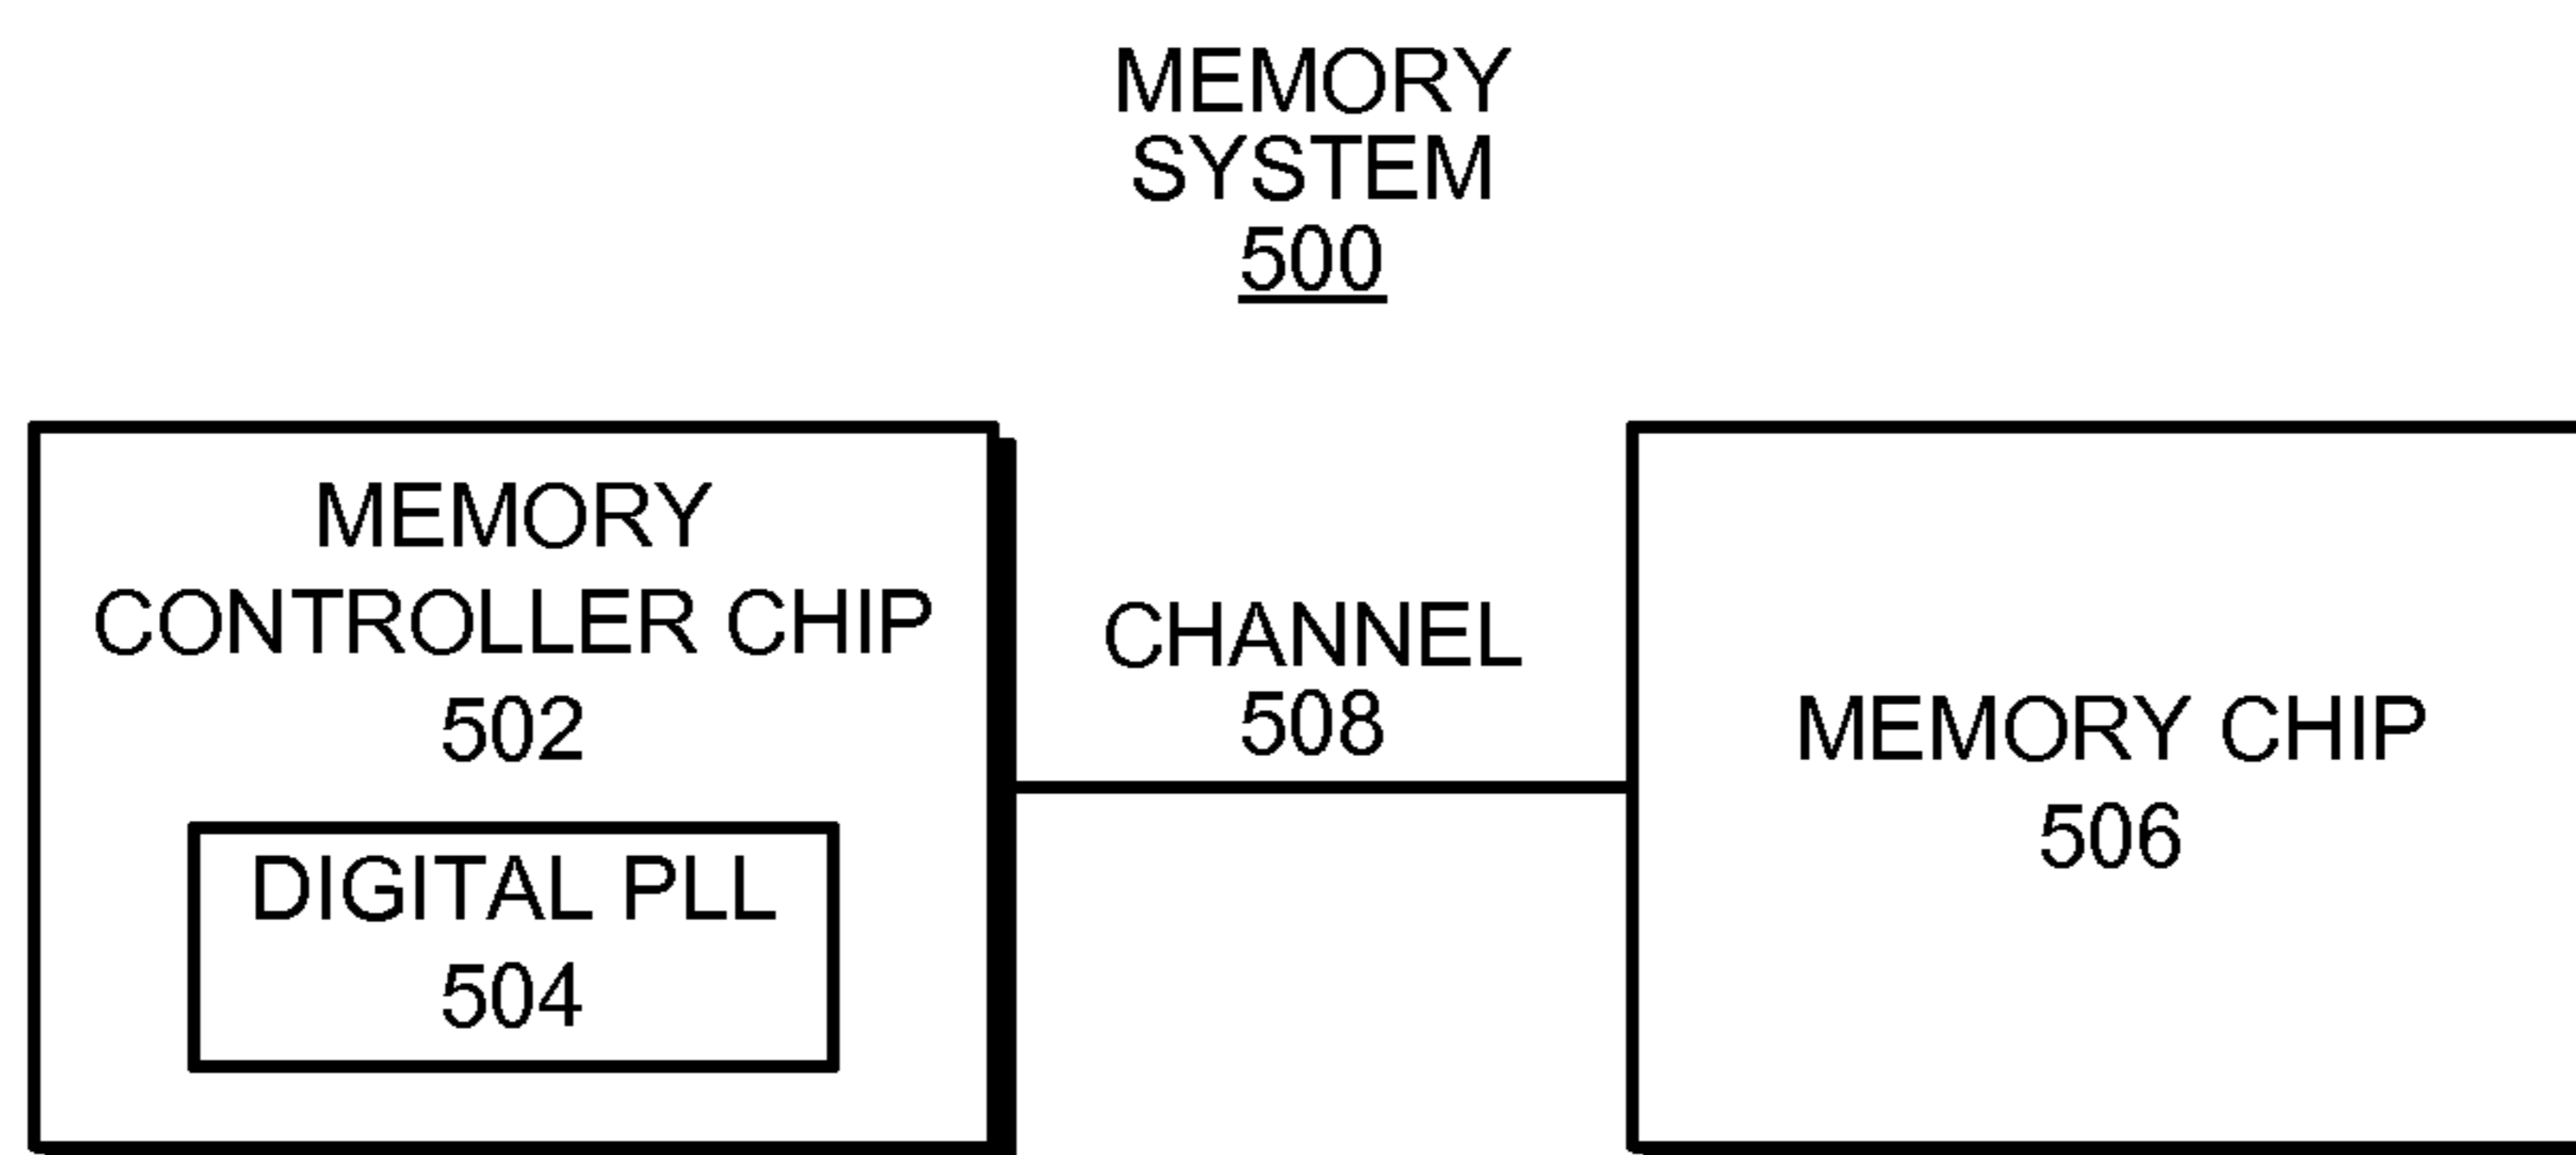 MEMORY
SYSTEM
500
MEMORY
CONTROLLER CHIP
502
DIGITAL PLL
504
CHANNEL
508
MEMORY CHIP
506